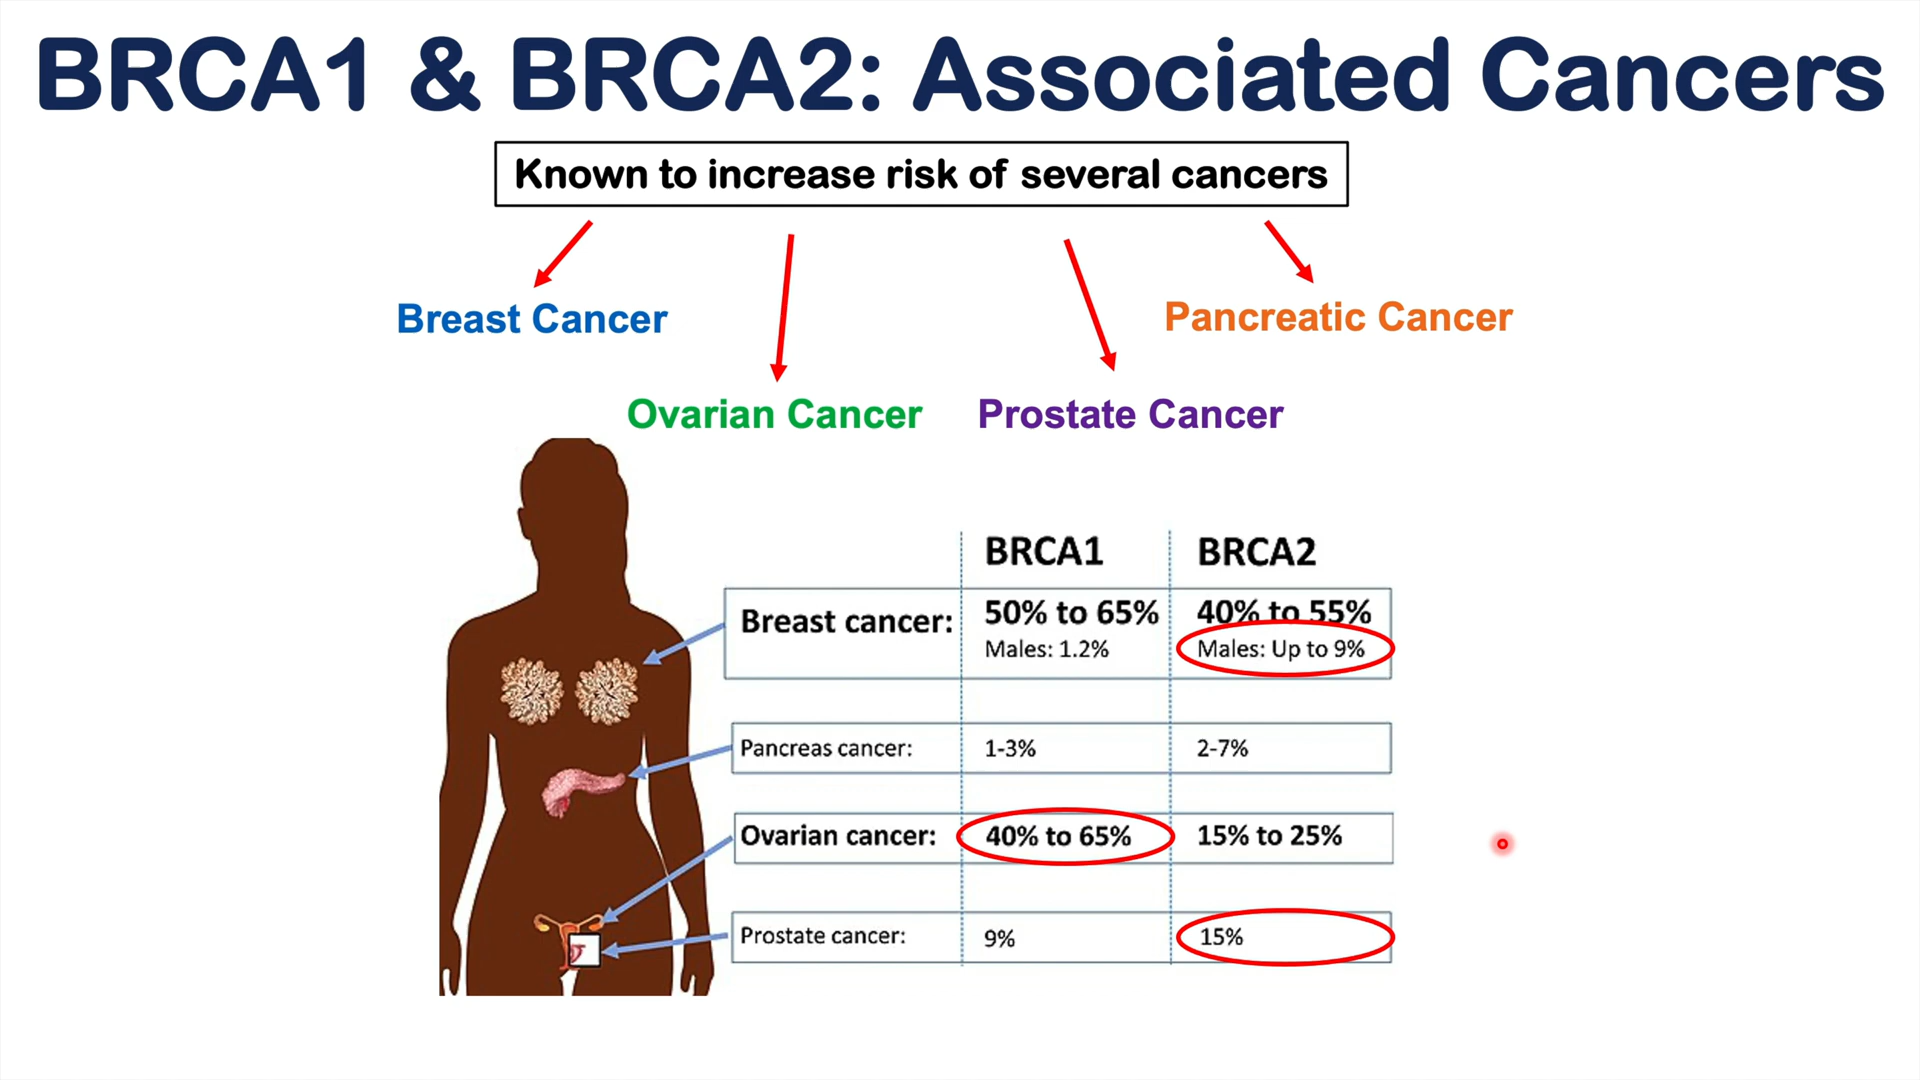 BRCA1 & BRCA2: Associated Cancers
Known to increase risk of several cancers
Breast Cancer
Pancreatic Cancer
Ovarian Cancer
Prostate Cancer
BRCA1 BRCA2
Breast cancer: 50% to 65% 40% to 55%
Males: 1.2% Males: Up to 9%
Pancreas cancer: 1-3% 2-7%
Ovarian cancer: 40% to 65% 15% to 25%
Prostate cancer: 9% 15%